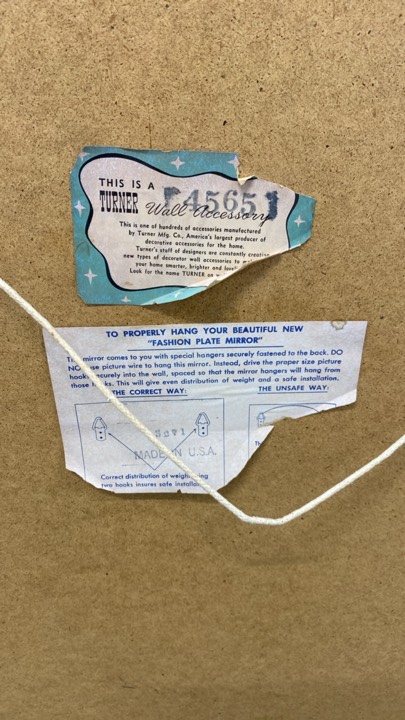 THIS IS A
TURNER
4565
Wall Accessory
This is one of hundreds of accessories manufactured
by Turner Mfg. Co., America's largest producer of
decorative accessories for the home.
Turner's staff of designers are constantly creating
new types of decorator wall accessories to
your home smarter, brighter and
Look for the name TURNER on
TO PROPERLY HANG YOUR BEAUTIFUL NEW
"FASHION PLATE MIRROR"
mirror comes to you with special hangers securely fastened to the back. DO
use picture wire to hang this mirror. Instead, drive the proper size picture
securely into the wall, spaced so that the mirror hangers will hang from
those This will give even distribution of weight and a safe installation.
THE CORRECT WAY: THE UNSAFE WAY:
MADE IN U.S.A.
Th
Correct distribution of weight
two hooks insures safe